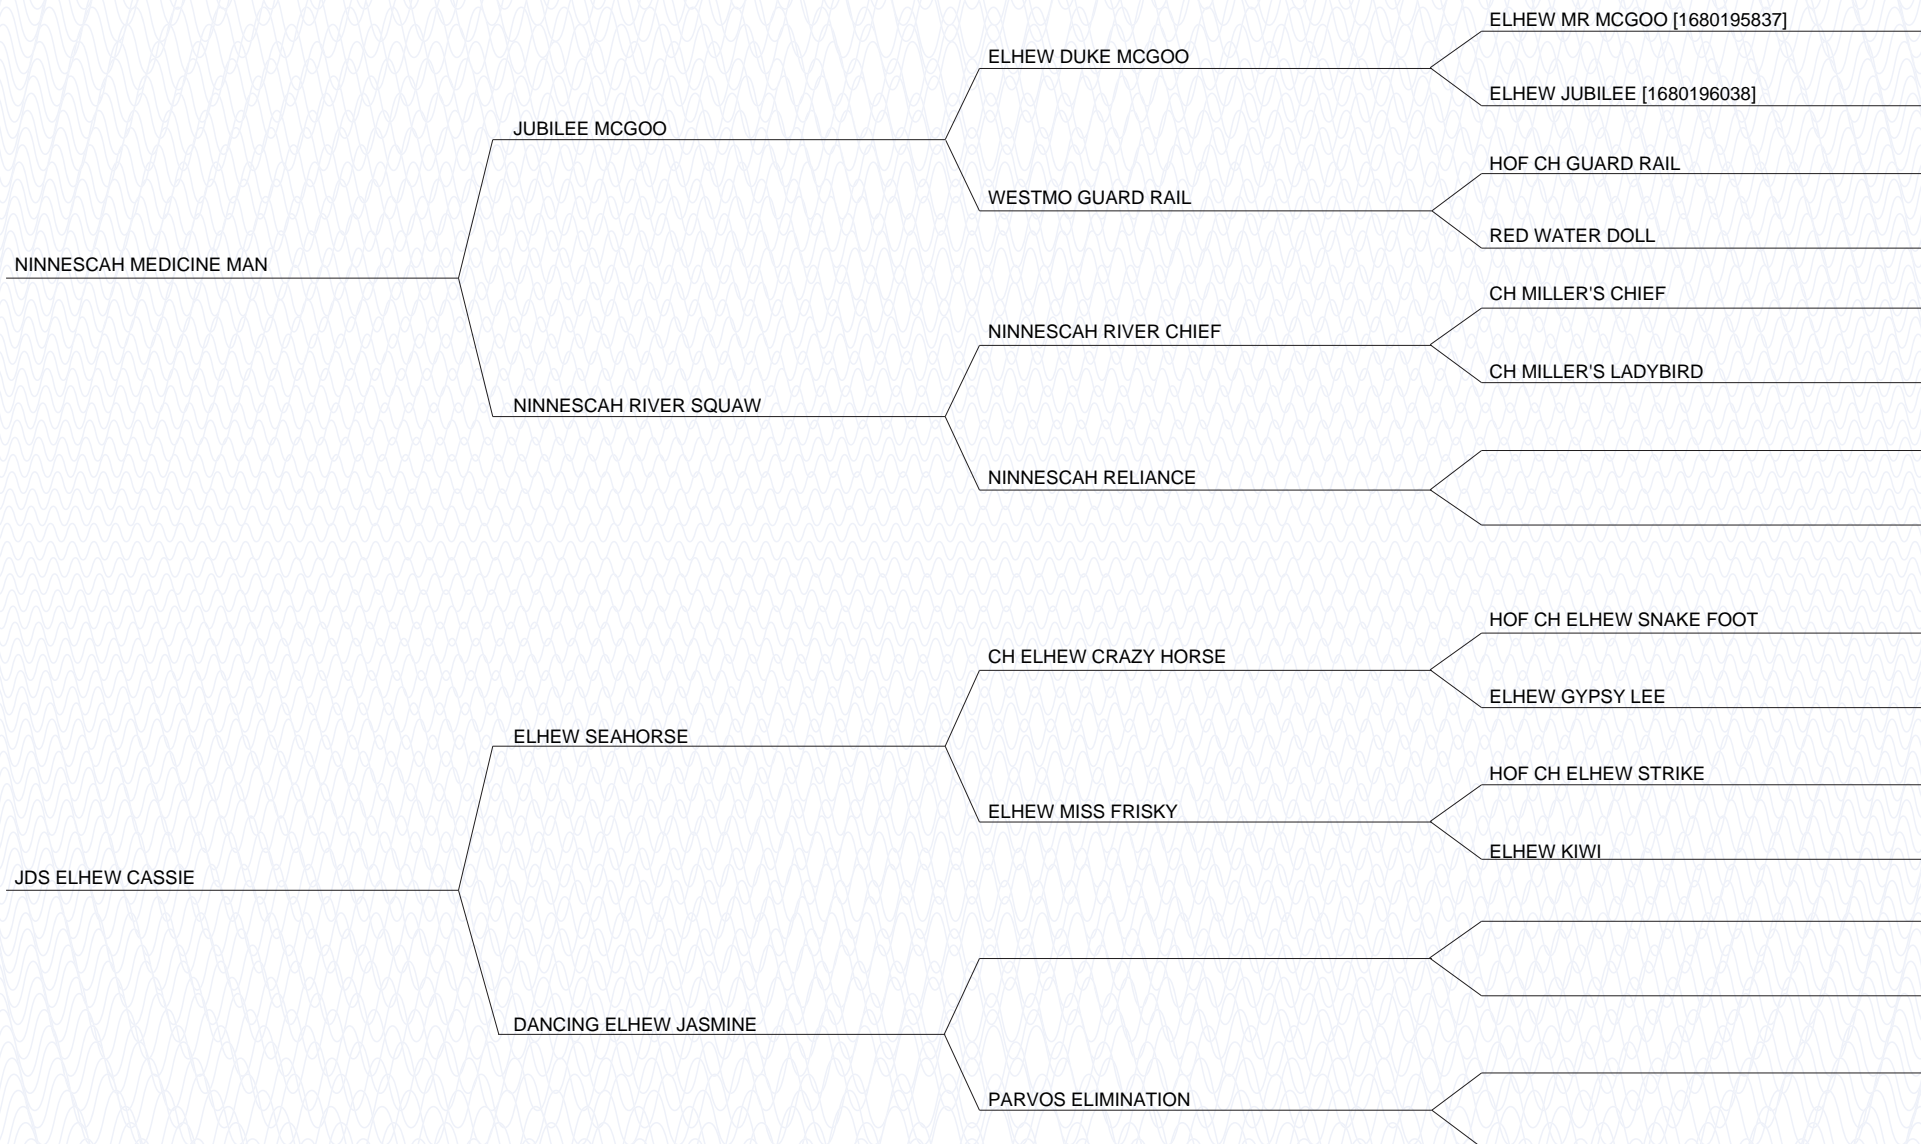 ELHEW MR MCGOO [1680195837]
ELHEW DUKE MCGOO
ELHEW JUBILEE [1680196038]
JUBILEE MCGOO
HOF CH GUARD RAIL
WESTMO GUARD RAIL
RED WATER DOLL
NINNESCAH MEDICINE MAN
CH MILLER'S CHIEF
NINNESCAH RIVER CHIEF
CH MILLER'S LADYBIRD
NINNESCAH RIVER SQUAW
NINNESCAH RELIANCE
HOF CH ELHEW SNAKE FOOT
CH ELHEW CRAZY HORSE
ELHEW GYPSY LEE
ELHEW SEAHORSE
HOF CH ELHEW STRIKE
ELHEW MISS FRISKY
ELHEW KIWI
JDS ELHEW CASSIE
DANCING ELHEW JASMINE
PARVOS ELIMINATION